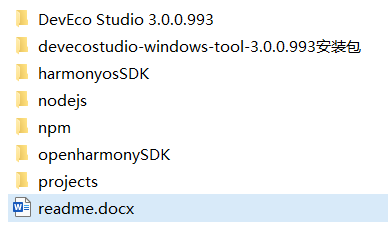 DevEco Studio 3.0.0.993
devecostudio-windows-tool-3.0.0.993安装包
harmonyosSDK
nodejs
npm
openharmonySDK
projects
readme.docx